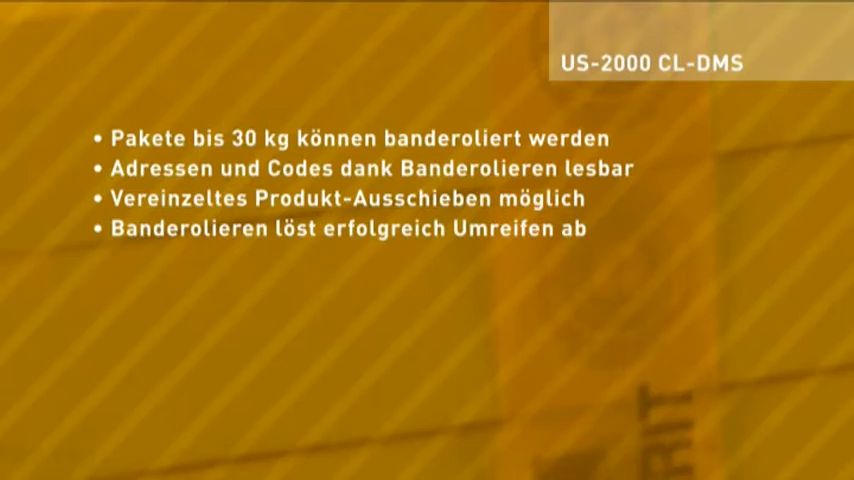 US-2000 CL-DMS
• Pakete bis 30 kg können banderoliert werden
• Adressen und Codes dank Banderolieren lesbar
• Vereinzeltes Produkt-Ausschieben möglich
• Banderolieren löst erfolgreich Umreifen ab